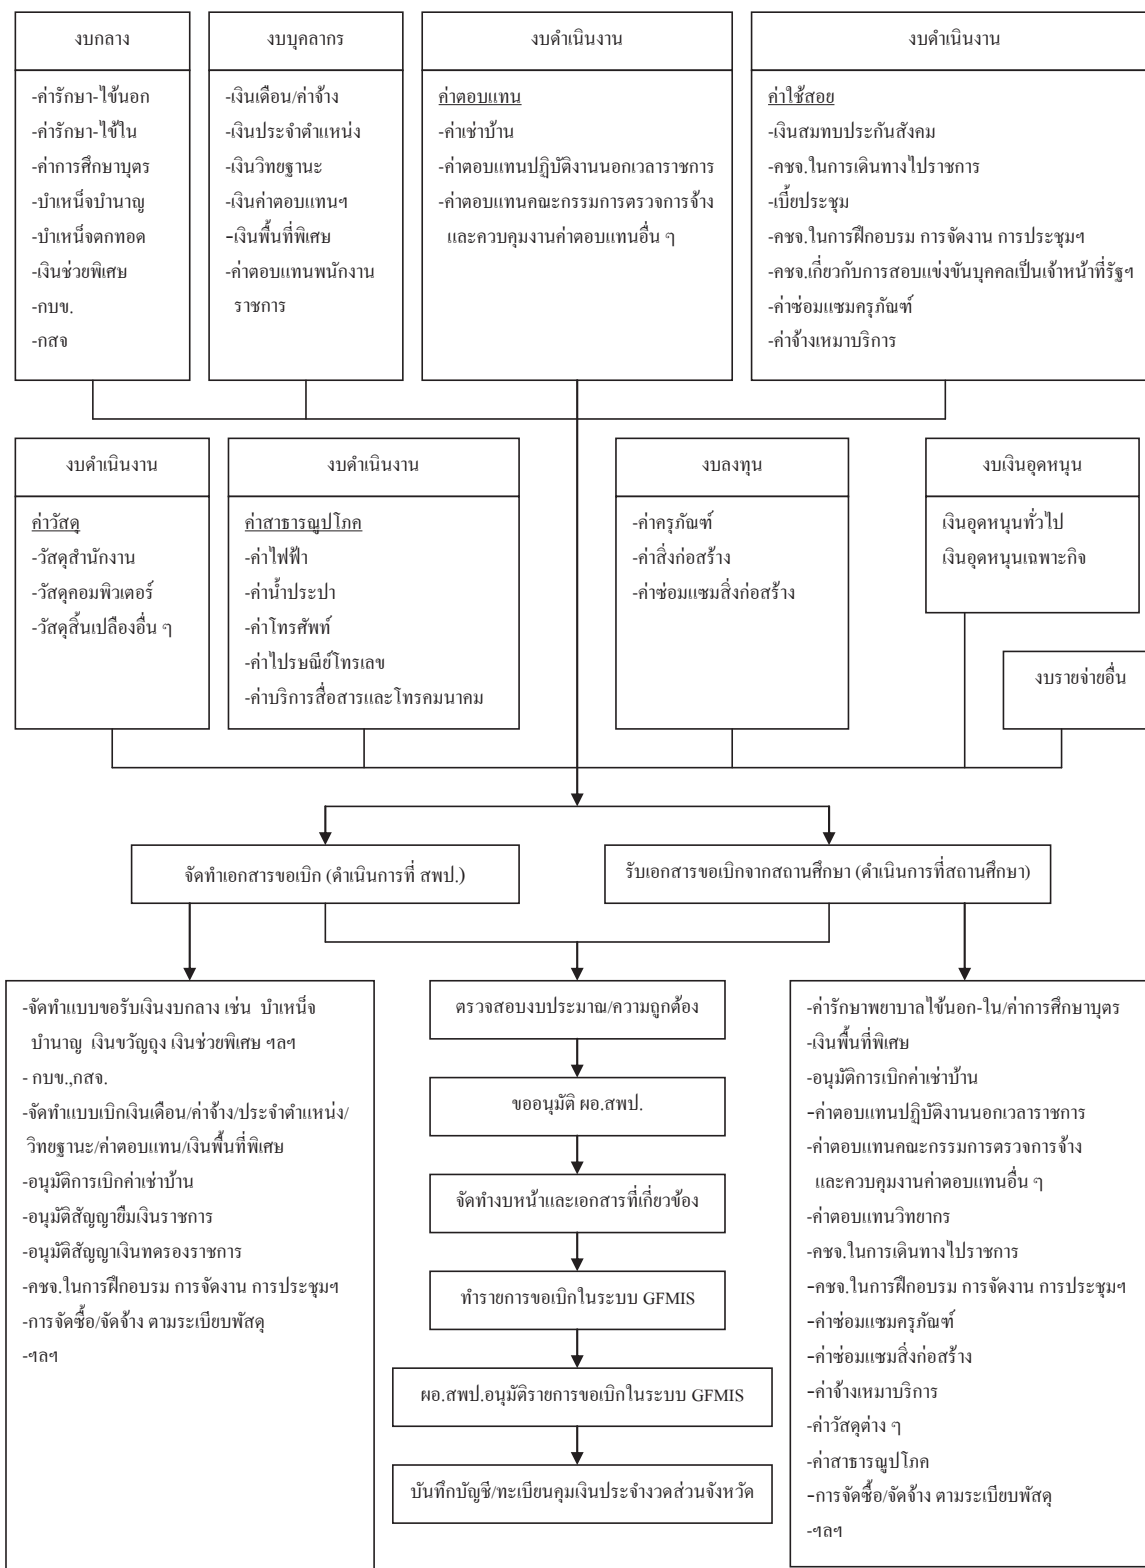 งบกลาง
-ค่ารักษา-ไข้นอก
-ค่ารักษา-ไข้ใน
-ค่าการศึกษาบุตร
-บำเหน็จบำนาญ
-บำเหน็จตกทอด
-เงินช่วยพิเศษ
-กบข.
-กสจ
งบบุคลากร
-เงินเดือน/ค่าจ้าง
-เงินประจำตำแหน่ง
-เงินวิทยฐานะ
-เงินค่าตอบแทนฯ
-เงินพื้นที่พิเศษ
-ค่าตอบแทนพนักงาน
ราชการ
งบดำเนินงาน
ค่าตอบแทน
-ค่าเช่าบ้าน
-ค่าตอบแทนปฏิบัติงานนอกเวลาราชการ
-ค่าตอบแทนคณะกรรมการตรวจการจ้าง
และควบคุมงานค่าตอบแทนอื่น ๆ
งบดำเนินงาน
ค่าใช้สอย
-เงินสมทบประกันสังคม
-คชจ.ในการเดินทางไปราชการ
-เบี้ยประชุม
-คชจ.ในการฝึกอบรม การจัดงาน การประชุมฯ
-คชจ.เกี่ยวกับการสอบแข่งขันบุคคลเป็นเจ้าหน้าที่รัฐฯ
-ค่าซ่อมแซมครุภัณฑ์
-ค่าจ้างเหมาบริการ
งบดำเนินงาน
ค่าวัสดุ
-วัสดุสำนักงาน
-วัสดุคอมพิวเตอร์
-วัสดุสิ้นเปลืองอื่น ๆ
งบดำเนินงาน
ค่าสาธารณูปโภค
-ค่าไฟฟ้า
-ค่าน้ำประปา
-ค่าโทรศัพท์
-ค่าไปรษณีย์โทรเลข
-ค่าบริการสื่อสารและโทรคมนาคม
งบลงทุน
-ค่าครุภัณฑ์
-ค่าสิ่งก่อสร้าง
-ค่าซ่อมแซมสิ่งก่อสร้าง
งบเงินอุดหนุน
เงินอุดหนุนทั่วไป
เงินอุดหนุนเฉพาะกิจ
งบรายจ่ายอื่น
จัดทำเอกสารขอเบิก (ดำเนินการที่ สพป.)
รับเอกสารขอเบิกจากสถานศึกษา (ดำเนินการที่สถานศึกษา)
-จัดทำแบบขอรับเงินงบกลาง เช่น บำเหน็จ
บำนาญ เงินขวัญถุง เงินช่วยพิเศษ ฯลฯ
- กบข.,กสจ.
-จัดทำแบบเบิกเงินเดือน/ค่าจ้าง/ประจำตำแหน่ง/
วิทยฐานะ/ค่าตอบแทน/เงินพื้นที่พิเศษ
-อนุมัติการเบิกค่าเช่าบ้าน
-อนุมัติสัญญายืมเงินราชการ
-อนุมัติสัญญาเงินทดรองราชการ
-คชจ.ในการฝึกอบรม การจัดงาน การประชุมฯ
-การจัดซื้อ/จัดจ้าง ตามระเบียบพัสดุ
-ฯลฯ
ตรวจสอบงบประมาณ/ความถูกต้อง
ขออนุมัติ ผอ.สพป.
จัดทำงบหน้าและเอกสารที่เกี่ยวข้อง
ทำรายการขอเบิกในระบบ GFMIS
ผอ.สพป.อนุมัติรายการขอเบิกในระบบ GFMIS
บันทึกบัญชี/ทะเบียนคุมเงินประจำงวดส่วนจังหวัด
-ค่ารักษาพยาบาลไข้นอก-ใน/ค่าการศึกษาบุตร
-เงินพื้นที่พิเศษ
-อนุมัติการเบิกค่าเช่าบ้าน
-ค่าตอบแทนปฏิบัติงานนอกเวลาราชการ
-ค่าตอบแทนคณะกรรมการตรวจการจ้าง
และควบคุมงานค่าตอบแทนอื่น ๆ
-ค่าตอบแทนวิทยากร
-คชจ.ในการเดินทางไปราชการ
-คชจ.ในการฝึกอบรม การจัดงาน การประชุมฯ
-ค่าซ่อมแซมครุภัณฑ์
-ค่าซ่อมแซมสิ่งก่อสร้าง
-ค่าจ้างเหมาบริการ
-ค่าวัสดุต่าง ๆ
-ค่าสาธารณูปโภค
-การจัดซื้อ/จัดจ้าง ตามระเบียบพัสดุ
-ฯลฯ